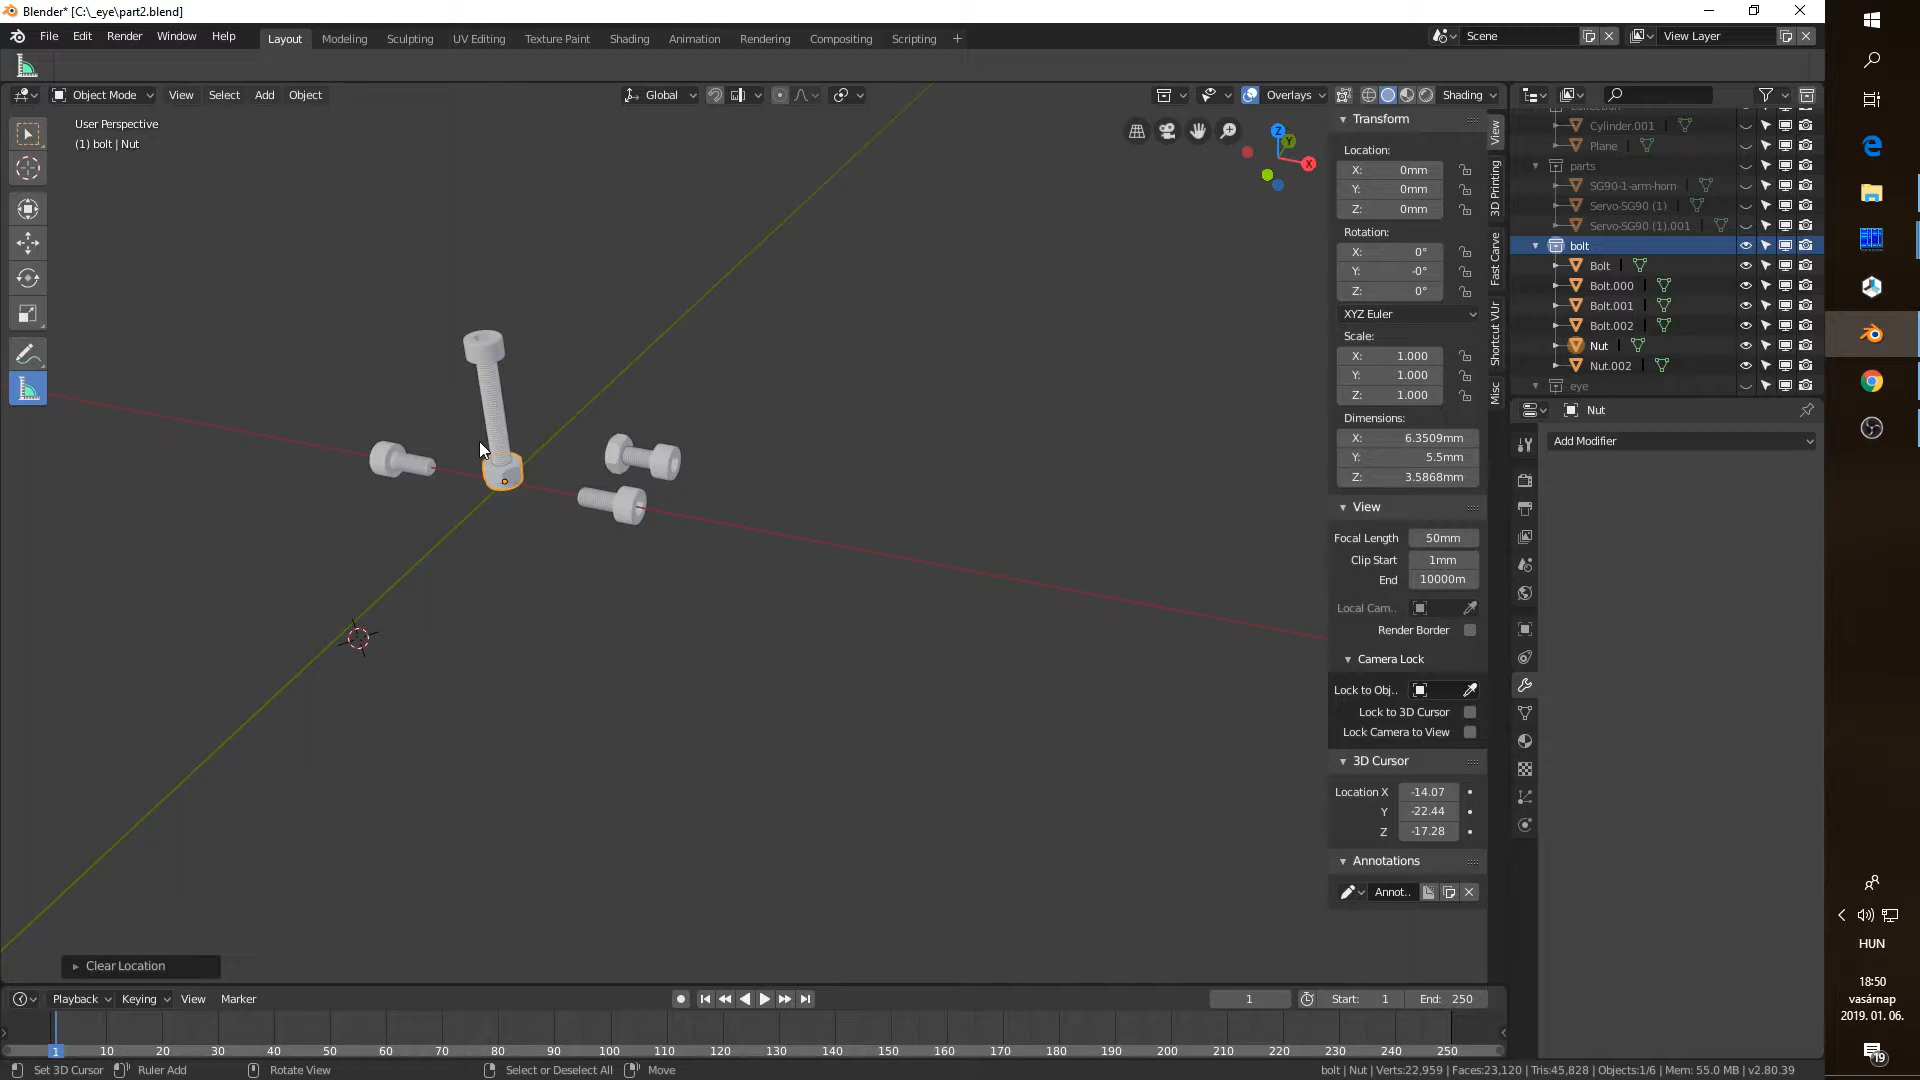 Blender* [C:\_eye\part2.blend]
File Edit Render Window Help Layout Modeling Sculpting UV Editing Texture Paint Shading Animation Rendering Compositing Scripting + Scene View Layer
Object Mode View Select Add Object Global Overlays Shading
User Perspective
(1) bolt | Nut
Z
Y
X
Transform
Location:
X: 0mm
Y: 0mm
Z: 0mm
Rotation:
X: 0°
Y: -0°
Z: 0°
XYZ Euler
Scale:
X: 1.000
Y: 1.000
Z: 1.000
Dimensions:
X: 6.3509mm
Y: 5.5mm
Z: 3.5868mm
View
Focal Length 50mm
Clip Start 1mm
End 10000m
Local Cam..
Render Border
Camera Lock
Lock to Obj..
Lock to 3D Cursor
Lock Camera to View
3D Cursor
Location X -14.07
Y -22.44
Z -17.28
Annotations
Annot..
View
3D Printing
Fast Carve
Shortcut VUr
Misc
Cylinder.001
Plane
parts
SG90-1-arm-horn
Servo-SG90 (1)
Servo-SG90 (1).001
bolt
Bolt
Bolt.000
Bolt.001
Bolt.002
Nut
Nut.002
eye
Nut
Add Modifier
Clear Location
Playback Keying View Marker 1 Start: 1 End: 250
1 10 20 30 40 50 60 70 80 90 100 110 120 130 140 150 160 170 180 190 200 210 220 230 240 250
Set 3D Cursor Ruler Add Rotate View Select or Deselect All Move bolt | Nut | Verts:22,959 | Faces:23,120 | Tris:45,828 | Objects:1/6 | Mem: 55.0 MB | v2.80.39
HUN
18:50
vasárnap
2019. 01. 06.
19